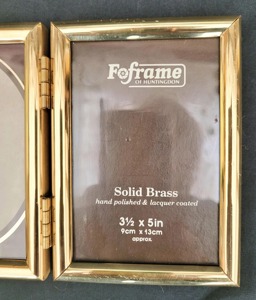 Foframe
OF HUNTINGDON
Solid Brass
hand polished & lacquer coated
3½ x 5in
9cm x 13cm
approx.